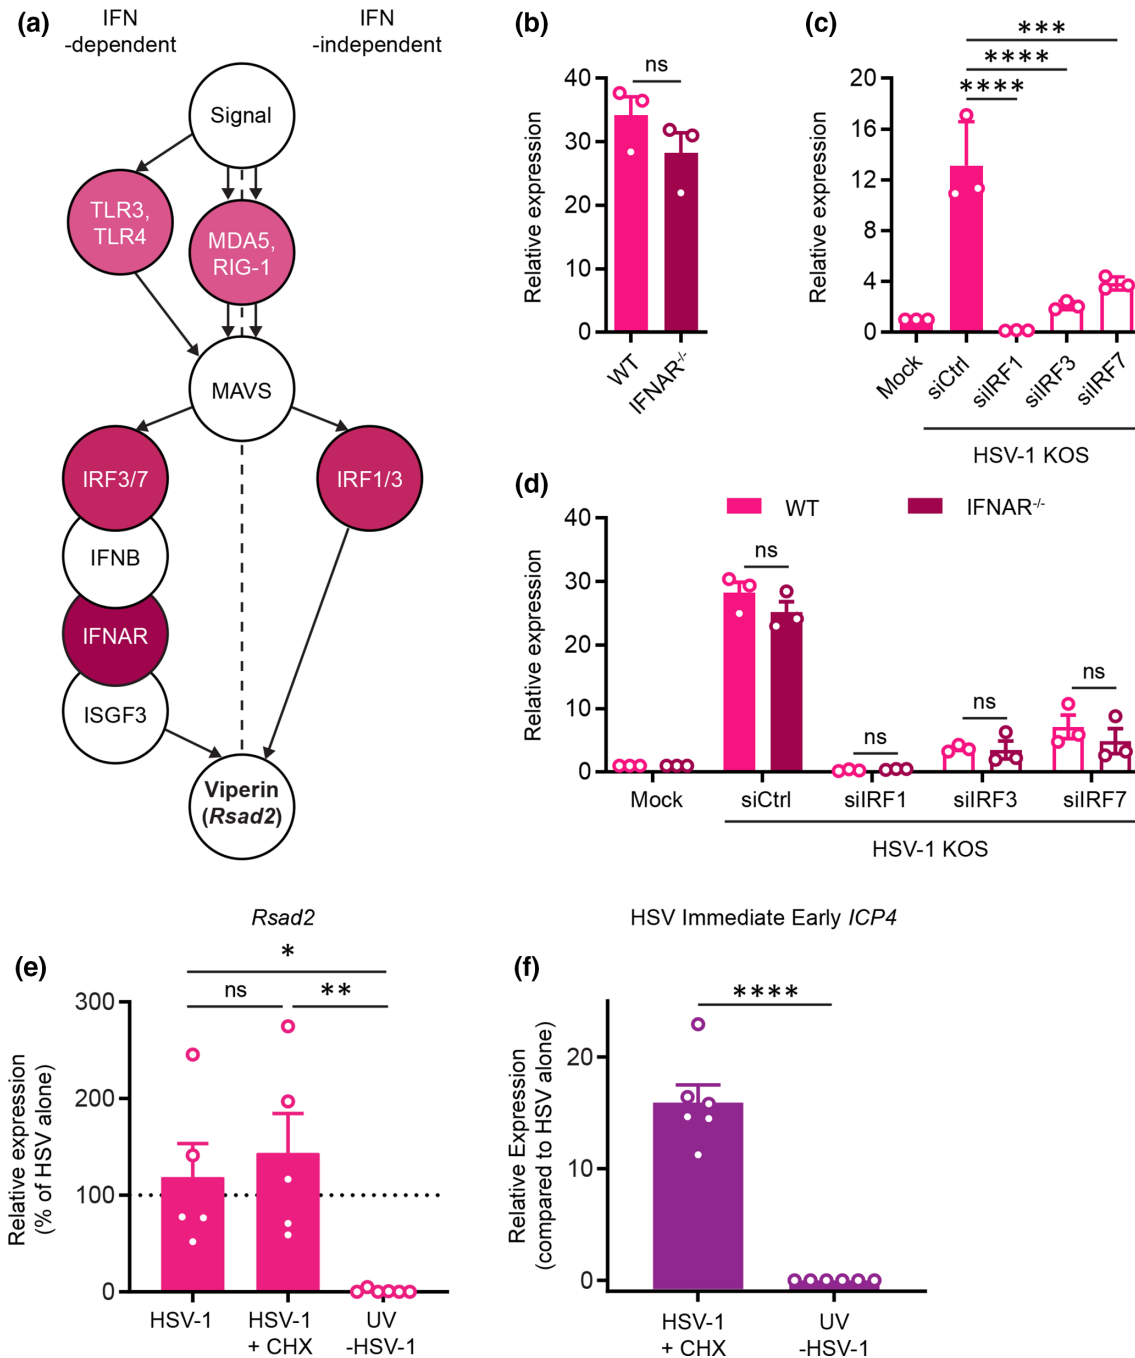 (a)
IFN
-dependent
IFN
-independent
Signal
TLR3,
TLR4
MDA5,
RIG-1
MAVS
IRF3/7
IRF1/3
IFNB
IFNAR
ISGF3
Viperin
(Rsad2)
(b)
Relative expression
40
30
20
10
0
ns
WT
IFNAR-/-
(c)
Relative expression
20
16
12
8
4
0
***
****
****
Mock
siCtrl
siIRF1
siIRF3
siIRF7
HSV-1 KOS
(d)
WT
IFNAR-/-
Relative expression
40
30
20
10
0
ns
ns
ns
ns
Mock
siCtrl
siIRF1
siIRF3
siIRF7
HSV-1 KOS
Rsad2
(e)
Relative expression
(% of HSV alone)
300
200
100
0
*
ns
**
HSV-1
HSV-1
+ CHX
UV
-HSV-1
HSV Immediate Early ICP4
(f)
Relative Expression
(compared to HSV alone)
20
10
0
****
HSV-1
+ CHX
UV
-HSV-1